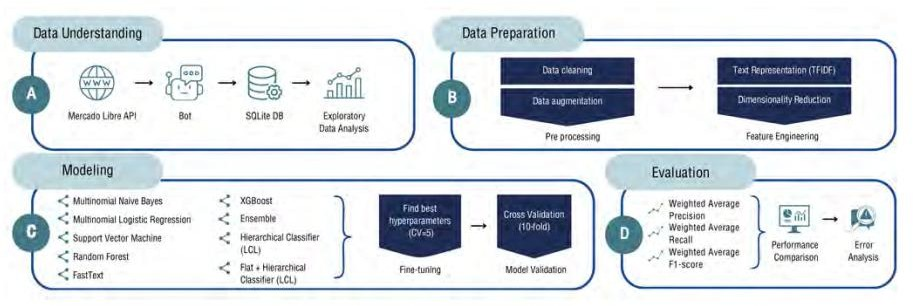 Data Understanding
A
WWW
Mercado Libre API
Bot
SQLite DB
Exploratory
Data Analysis
Data Preparation
B
Data cleaning
Data augmentation
Pre processing
Text Representation (TFIDF)
Dimensionality Reduction
Feature Engineering
Modeling
C
Multinomial Naive Bayes
Multinomial Logistic Regression
Support Vector Machine
Random Forest
FastText
XGBoost
Ensemble
Hierarchical Classifier
(LCL)
Flat + Hierarchical
Classifier (LCL)
Find best
hyperparameters
(CV=5)
Fine-tuning
Cross Validation
(10-fold)
Model Validation
Evaluation
D
Weighted Average
Precision
Weighted Average
Recall
Weighted Average
F1-score
Performance
Comparison
Error
Analysis